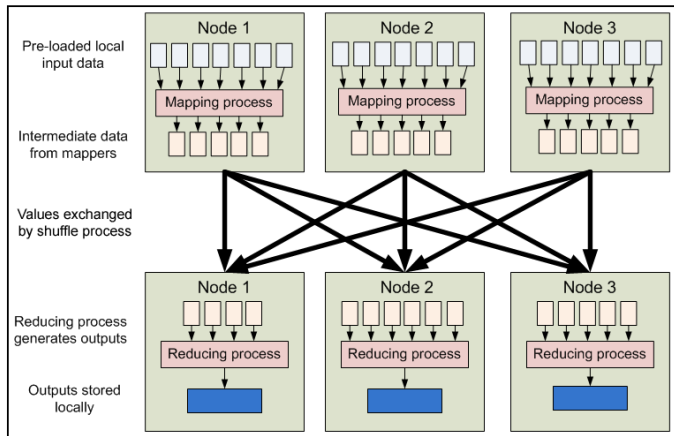 Pre-loaded local
input data
Node 1
Node 2
Node 3
Mapping process
Mapping process
Mapping process
Intermediate data
from mappers
Values exchanged
by shuffle process
Node 1
Node 2
Node 3
Reducing process
generates outputs
Reducing process
Reducing process
Reducing process
Outputs stored
locally